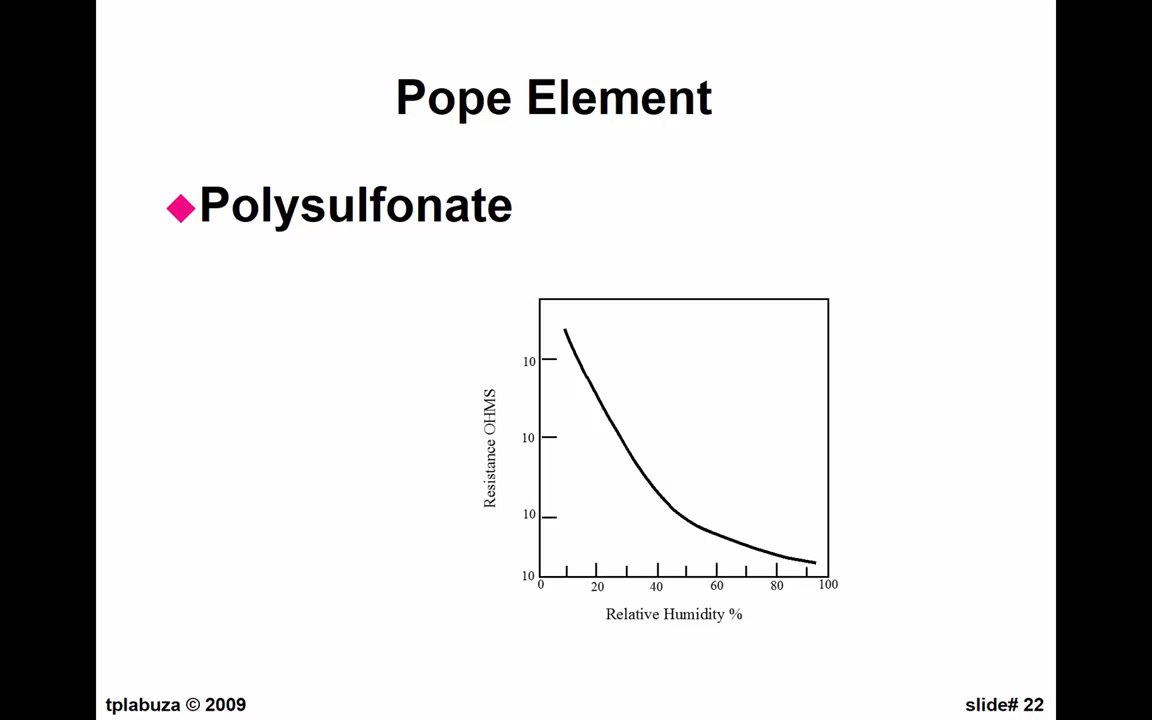 Pope Element
Polysulfonate
10
10
10
10
Resistance OHMS
0 20 40 60 80 100
Relative Humidity %
tplabuza © 2009
slide# 22